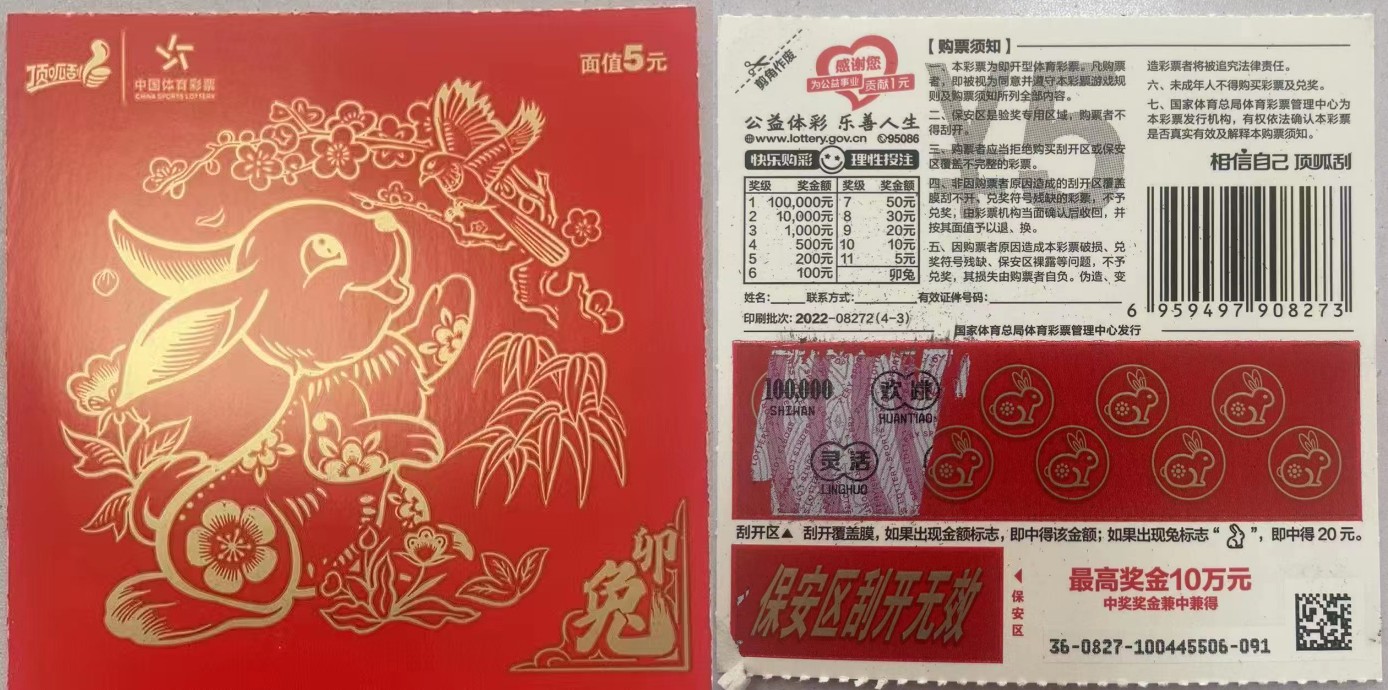 顶呱刮
中国体育彩票
CHINA SPORTS LOTTERY
面值5元
卯
兔
剪角作废
感谢您
为公益事业 贡献1元
公益体彩 乐善人生
www.lottery.gov.cn 95086
快乐购彩 理性投注
奖级 奖金额 奖级 奖金额
1 100,000元 7 50元
2 10,000元 8 30元
3 1,000元 9 20元
4 500元 10 10元
5 200元 11 5元
6 100元 卯兔
【购票须知】
一、本彩票为即开型体育彩票。凡购票
者，即被视为同意并遵守本彩票游戏规
则及购票须知所列全部内容。
二、保安区是验奖专用区域，购票者不
得刮开。
三、购票者应当拒绝购买刮开区或保安
区覆盖不完整的彩票。
四、非因购票者原因造成的刮开区覆盖
膜刮不开、兑奖符号残缺的彩票，不予
兑奖，由彩票机构当面确认后收回，并
按其面值予以退、换。
五、因购票者原因造成本彩票破损、兑
奖符号残缺、保安区裸露等问题，不予
兑奖，其损失由购票者自负。伪造、变
造彩票者将被追究法律责任。
六、未成年人不得购买彩票及兑奖。
七、国家体育总局体育彩票管理中心为
本彩票发行机构，有权依法确认本彩票
是否真实有效及解释本购票须知。
¥5
相信自己 顶呱刮
6 959497 908273
姓名: 联系方式: 有效证件号码:
印刷批次: 2022-08272(4-3)
国家体育总局体育彩票管理中心发行
100,000
SHIWAN
欢跳
HUANTIAO
灵活
LINGHUO
刮开区▲ 刮开覆盖膜，如果出现金额标志，即中得该金额；如果出现兔标志“ ”，即中得20元。
保安区刮开无效
◀保安区
最高奖金10万元
中奖奖金兼中兼得
36-0827-100445506-091